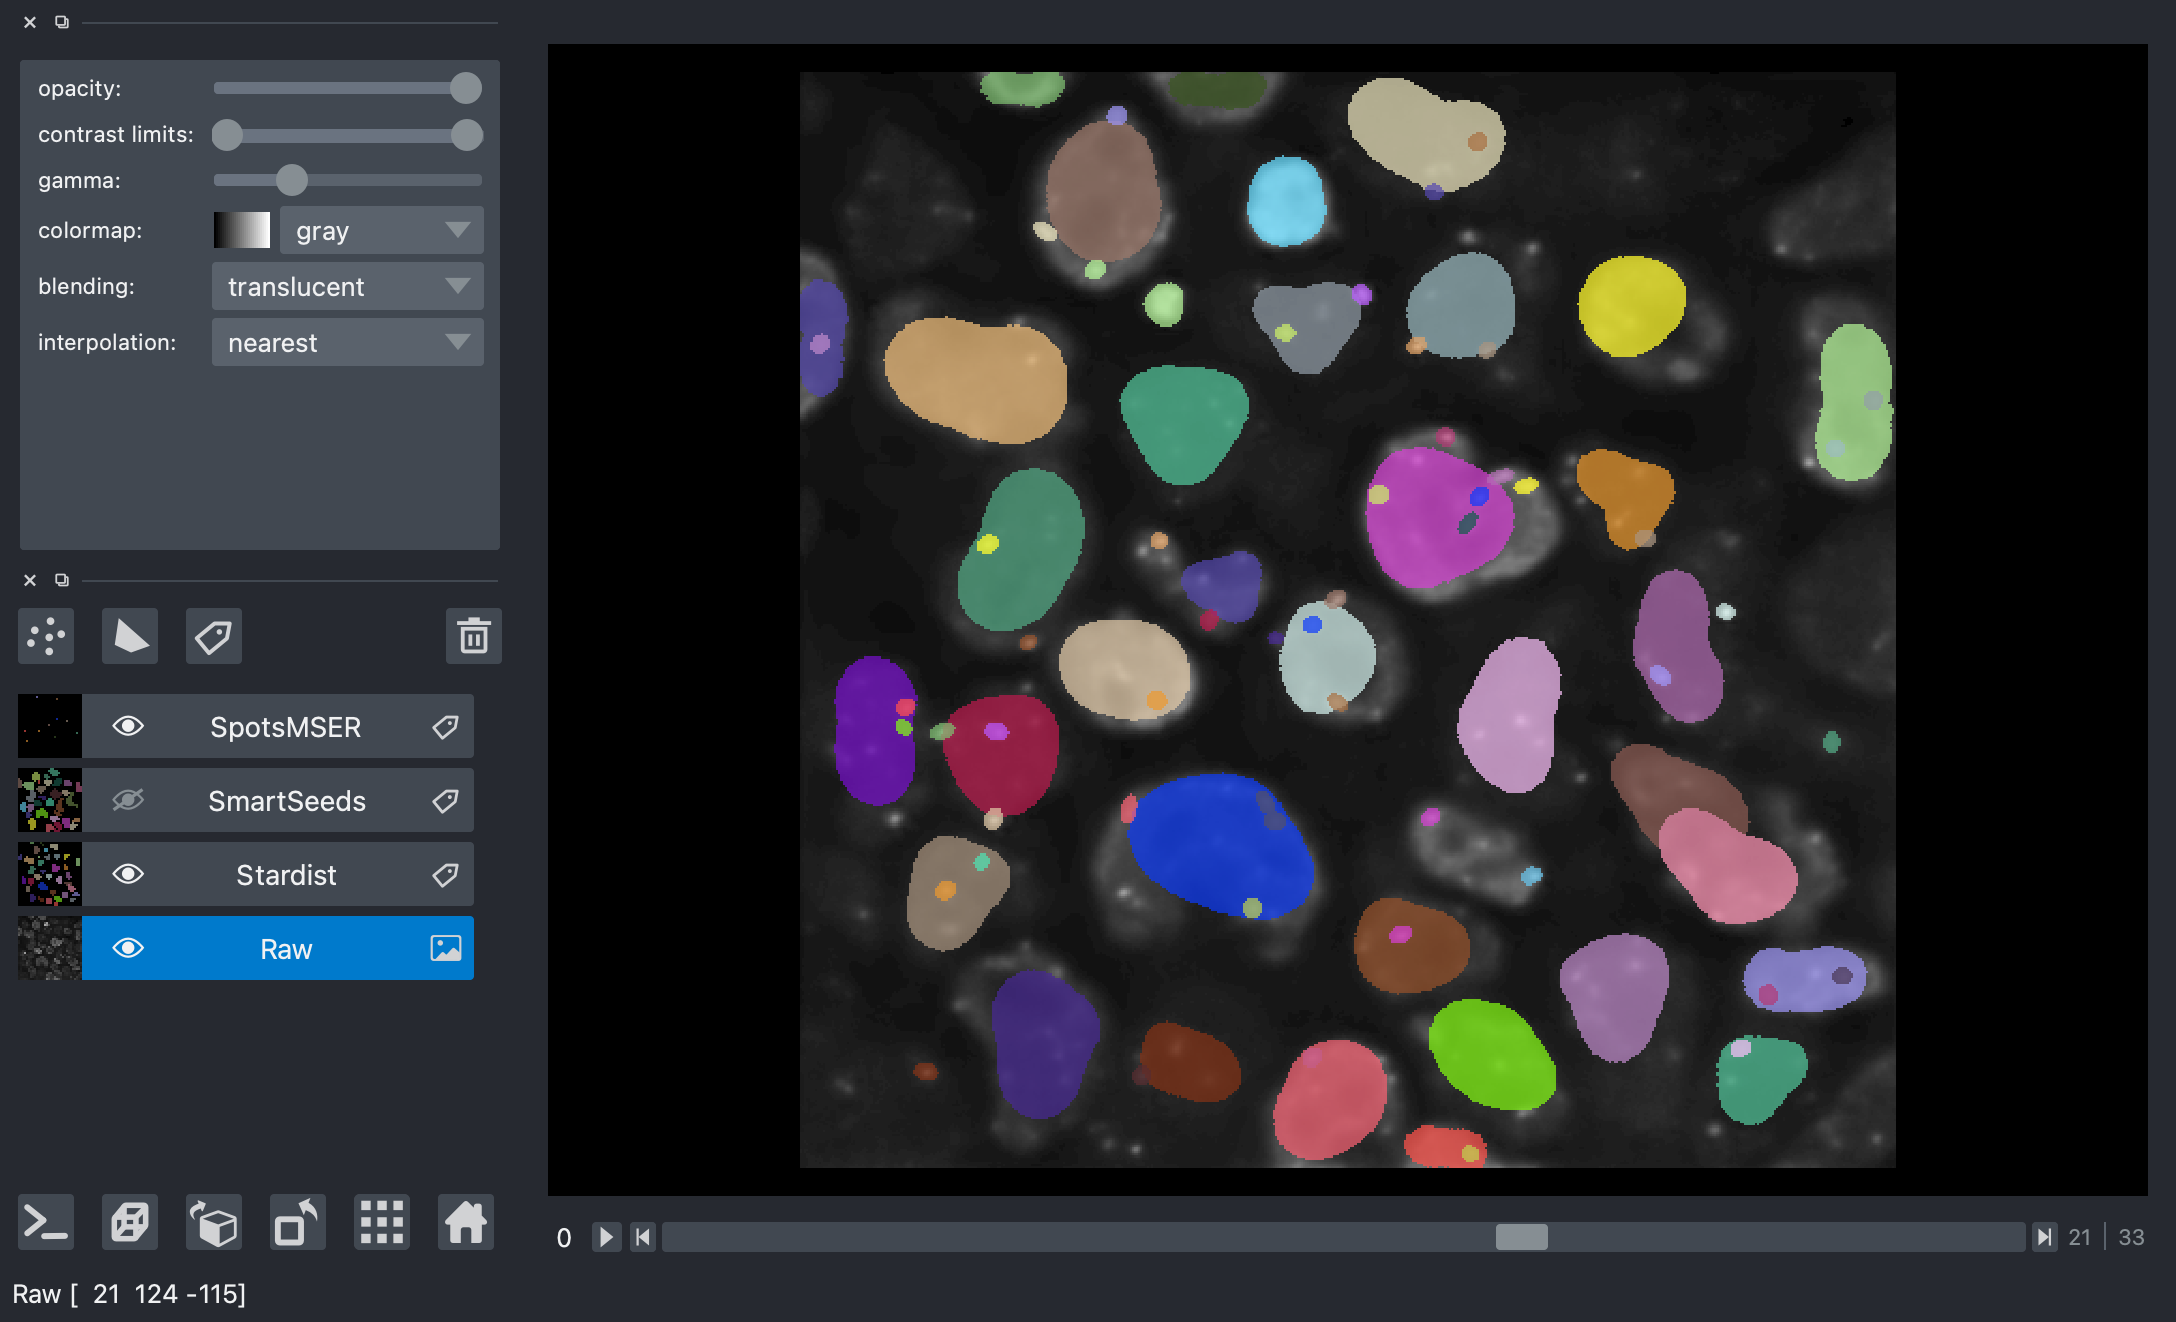 opacity:
contrast limits:
gamma:
colormap: gray
blending: translucent
interpolation: nearest
SpotsMSER
SmartSeeds
Stardist
Raw
0 21 33
Raw [ 21 124 -115]